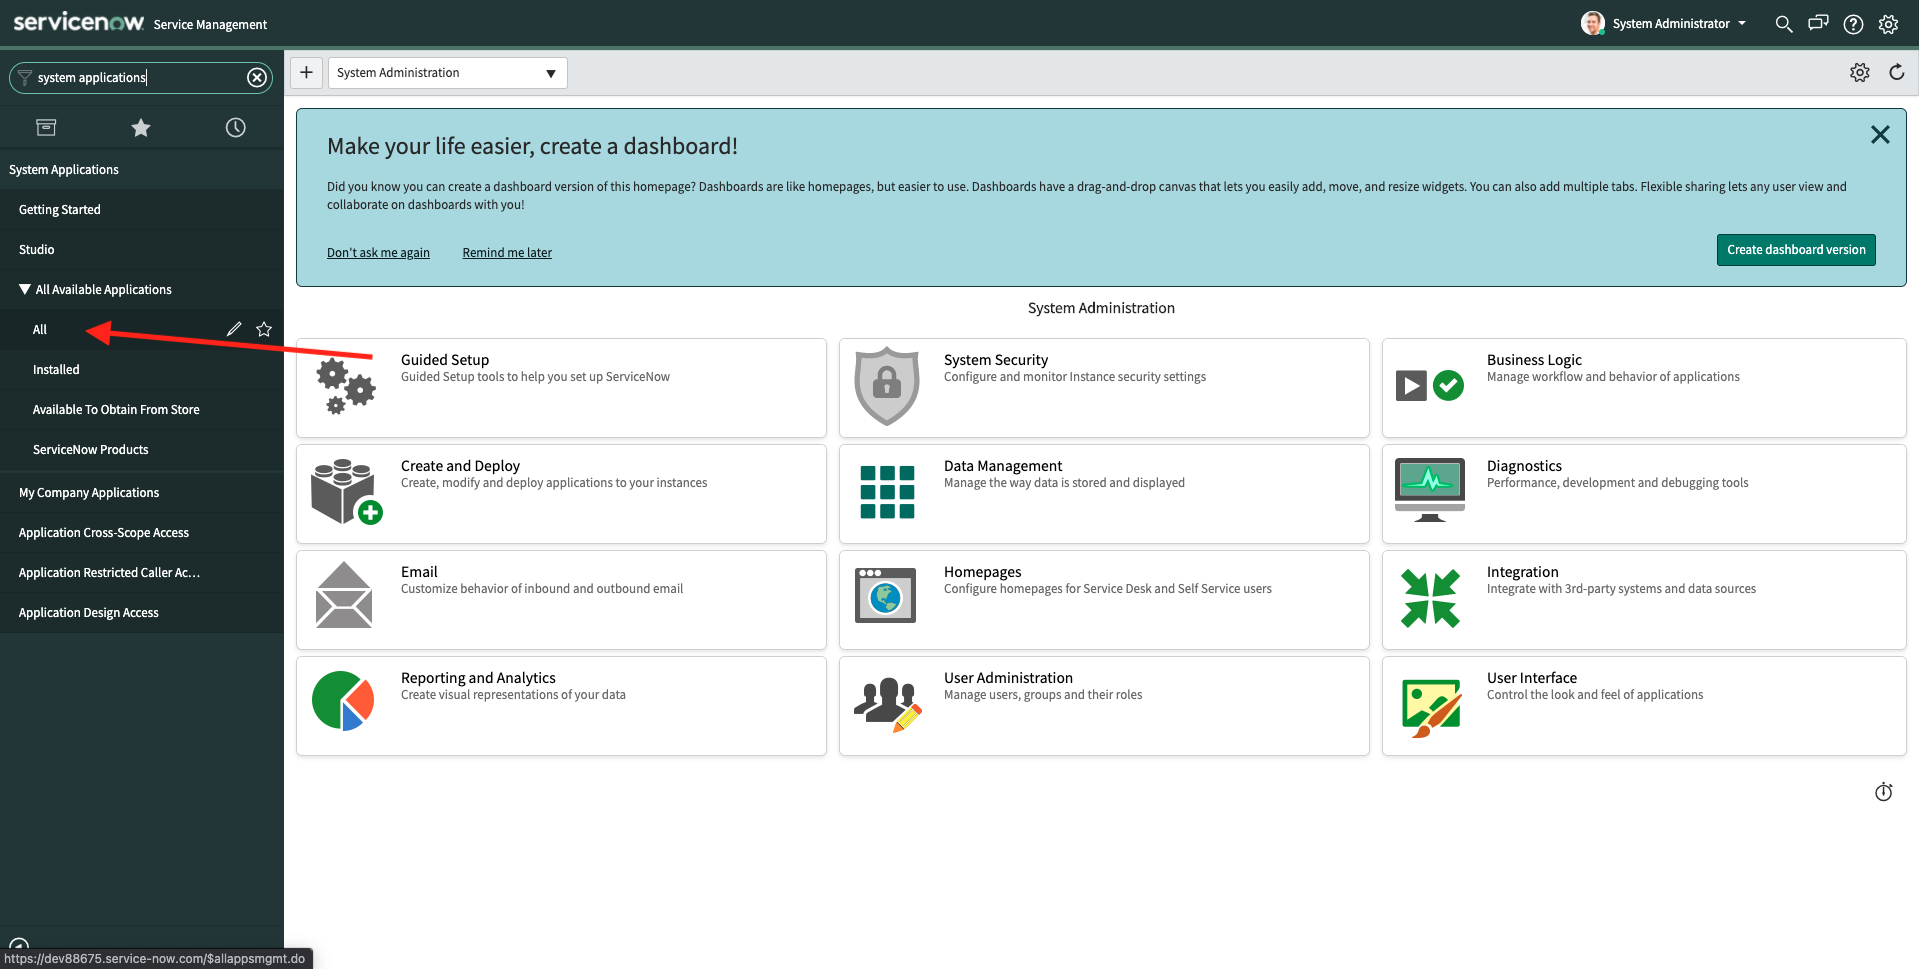 servicenow Service Management
System Administrator
system applications
System Administration
System Applications
Getting Started
Studio
All Available Applications
All
Installed
Available To Obtain From Store
ServiceNow Products
My Company Applications
Application Cross-Scope Access
Application Restricted Caller Ac...
Application Design Access
Make your life easier, create a dashboard!
Did you know you can create a dashboard version of this homepage? Dashboards are like homepages, but easier to use. Dashboards have a drag-and-drop canvas that lets you easily add, move, and resize widgets. You can also add multiple tabs. Flexible sharing lets any user view and
collaborate on dashboards with you!
Don't ask me again
Remind me later
Create dashboard version
System Administration
Guided Setup
Guided Setup tools to help you set up ServiceNow
System Security
Configure and monitor Instance security settings
Business Logic
Manage workflow and behavior of applications
Create and Deploy
Create, modify and deploy applications to your instances
Data Management
Manage the way data is stored and displayed
Diagnostics
Performance, development and debugging tools
Email
Customize behavior of inbound and outbound email
Homepages
Configure homepages for Service Desk and Self Service users
Integration
Integrate with 3rd-party systems and data sources
Reporting and Analytics
Create visual representations of your data
User Administration
Manage users, groups and their roles
User Interface
Control the look and feel of applications
https://dev88675.service-now.com/$allappsmgmt.do